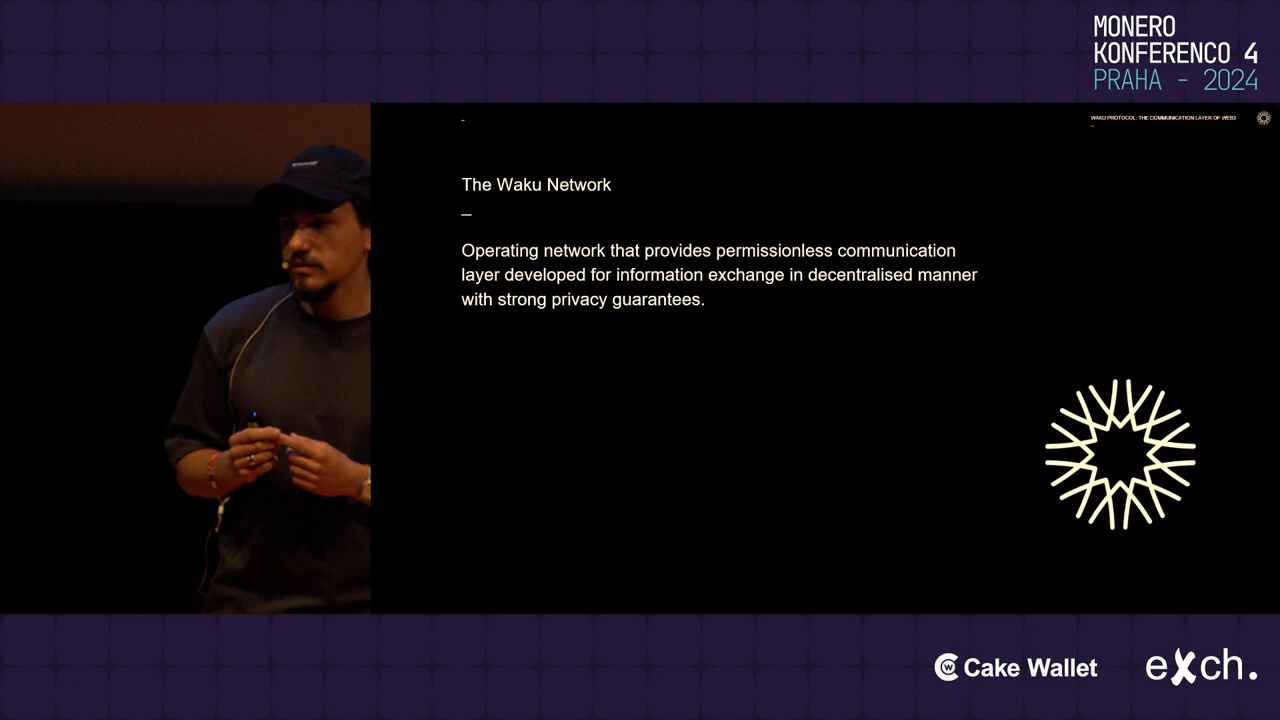 MONERO
KONFERENCO 4
PRAHA - 2024
WAKU PROTOCOL: THE COMMUNICATION LAYER OF WEB3
The Waku Network
–
Operating network that provides permissionless communication
layer developed for information exchange in decentralised manner
with strong privacy guarantees.
Cake Wallet
exch.